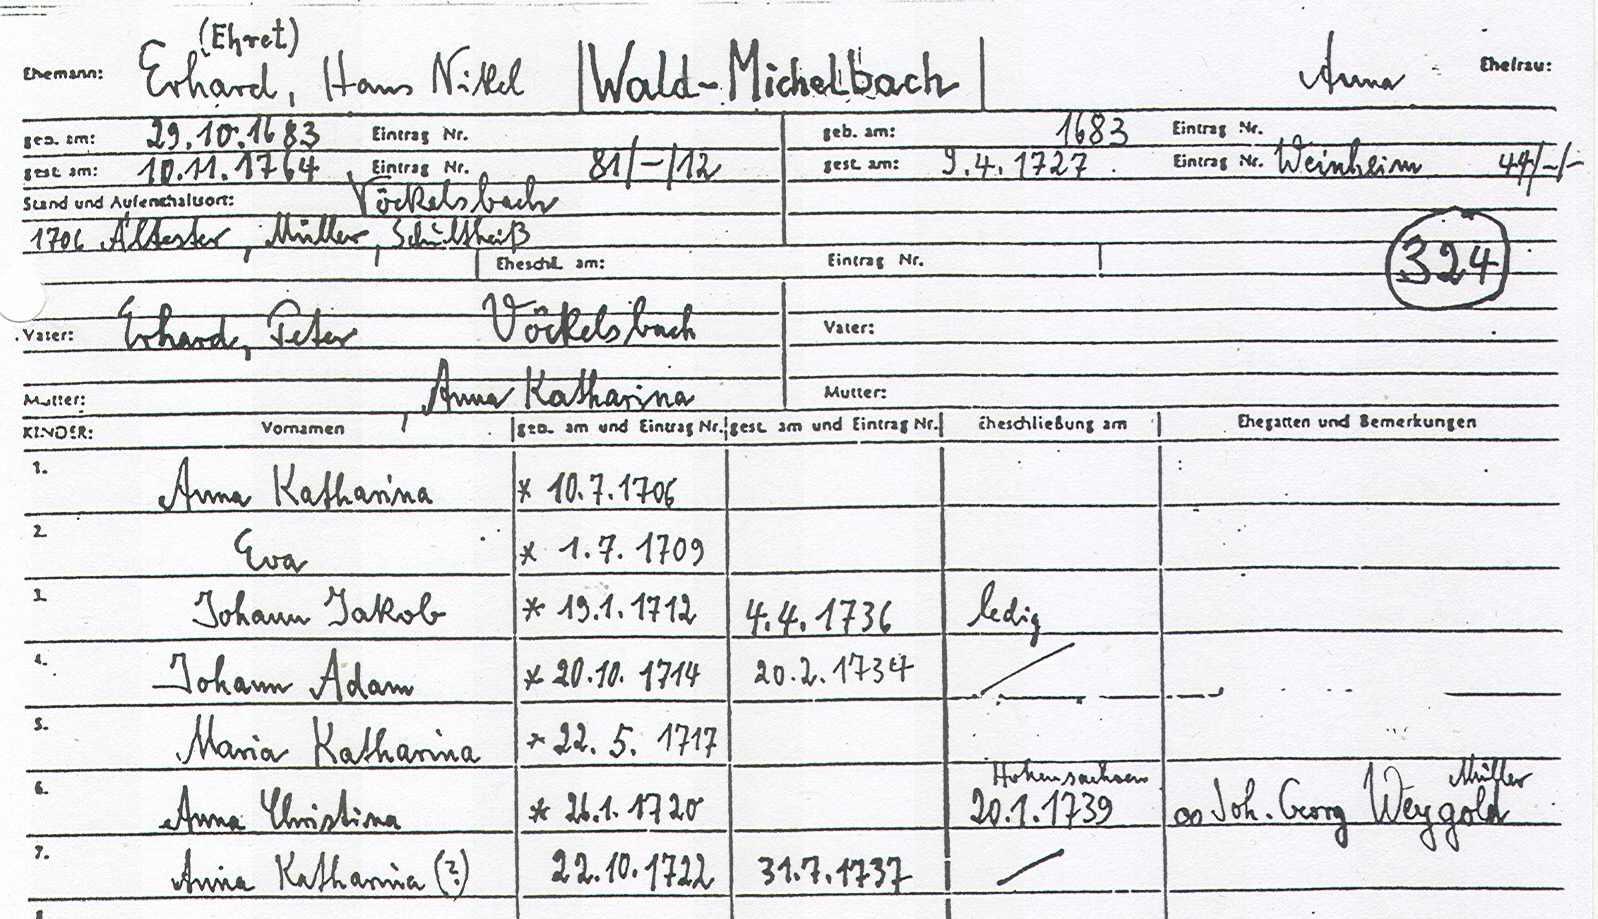 (Ehret)
Ehemann: Erhard, Hans Nikel Wald-Michelbach Anna Ehefrau:
geb. am: 29.10.1683 Eintrag Nr. geb. am: 1683 Eintrag Nr.
gest. am: 10.11.1764 Eintrag Nr. 81/-/12 gest. am: 9.4.1727 Eintrag Nr. Weinheim 44/-/-
Stand und Aufenthaltsort: Vöckelsbach
1706 Ältester, Müller, Schultheiß
324
Eheschl. am: Eintrag Nr.
Vater: Erhard, Peter Vöckelsbach Vater:
Mutter: , Anna Katharina Mutter:
KINDER: Vornamen geb. am und Eintrag Nr. gest. am und Eintrag Nr. Eheschließung am Ehegatten und Bemerkungen
1. Anna Katharina * 10.7.1706
2. Eva * 1.7.1709
3. Johann Jakob * 19.1.1712 4.4.1736 ledig
4. Johann Adam * 20.10.1714 20.2.1734
5. Maria Katharina * 22.5.1717
Hohensachsen Müller
6. Anna Christina * 26.1.1720 20.1.1739 ∞ Joh. Georg Weygold
7. Anna Katharina (?) 22.10.1722 31.7.1737